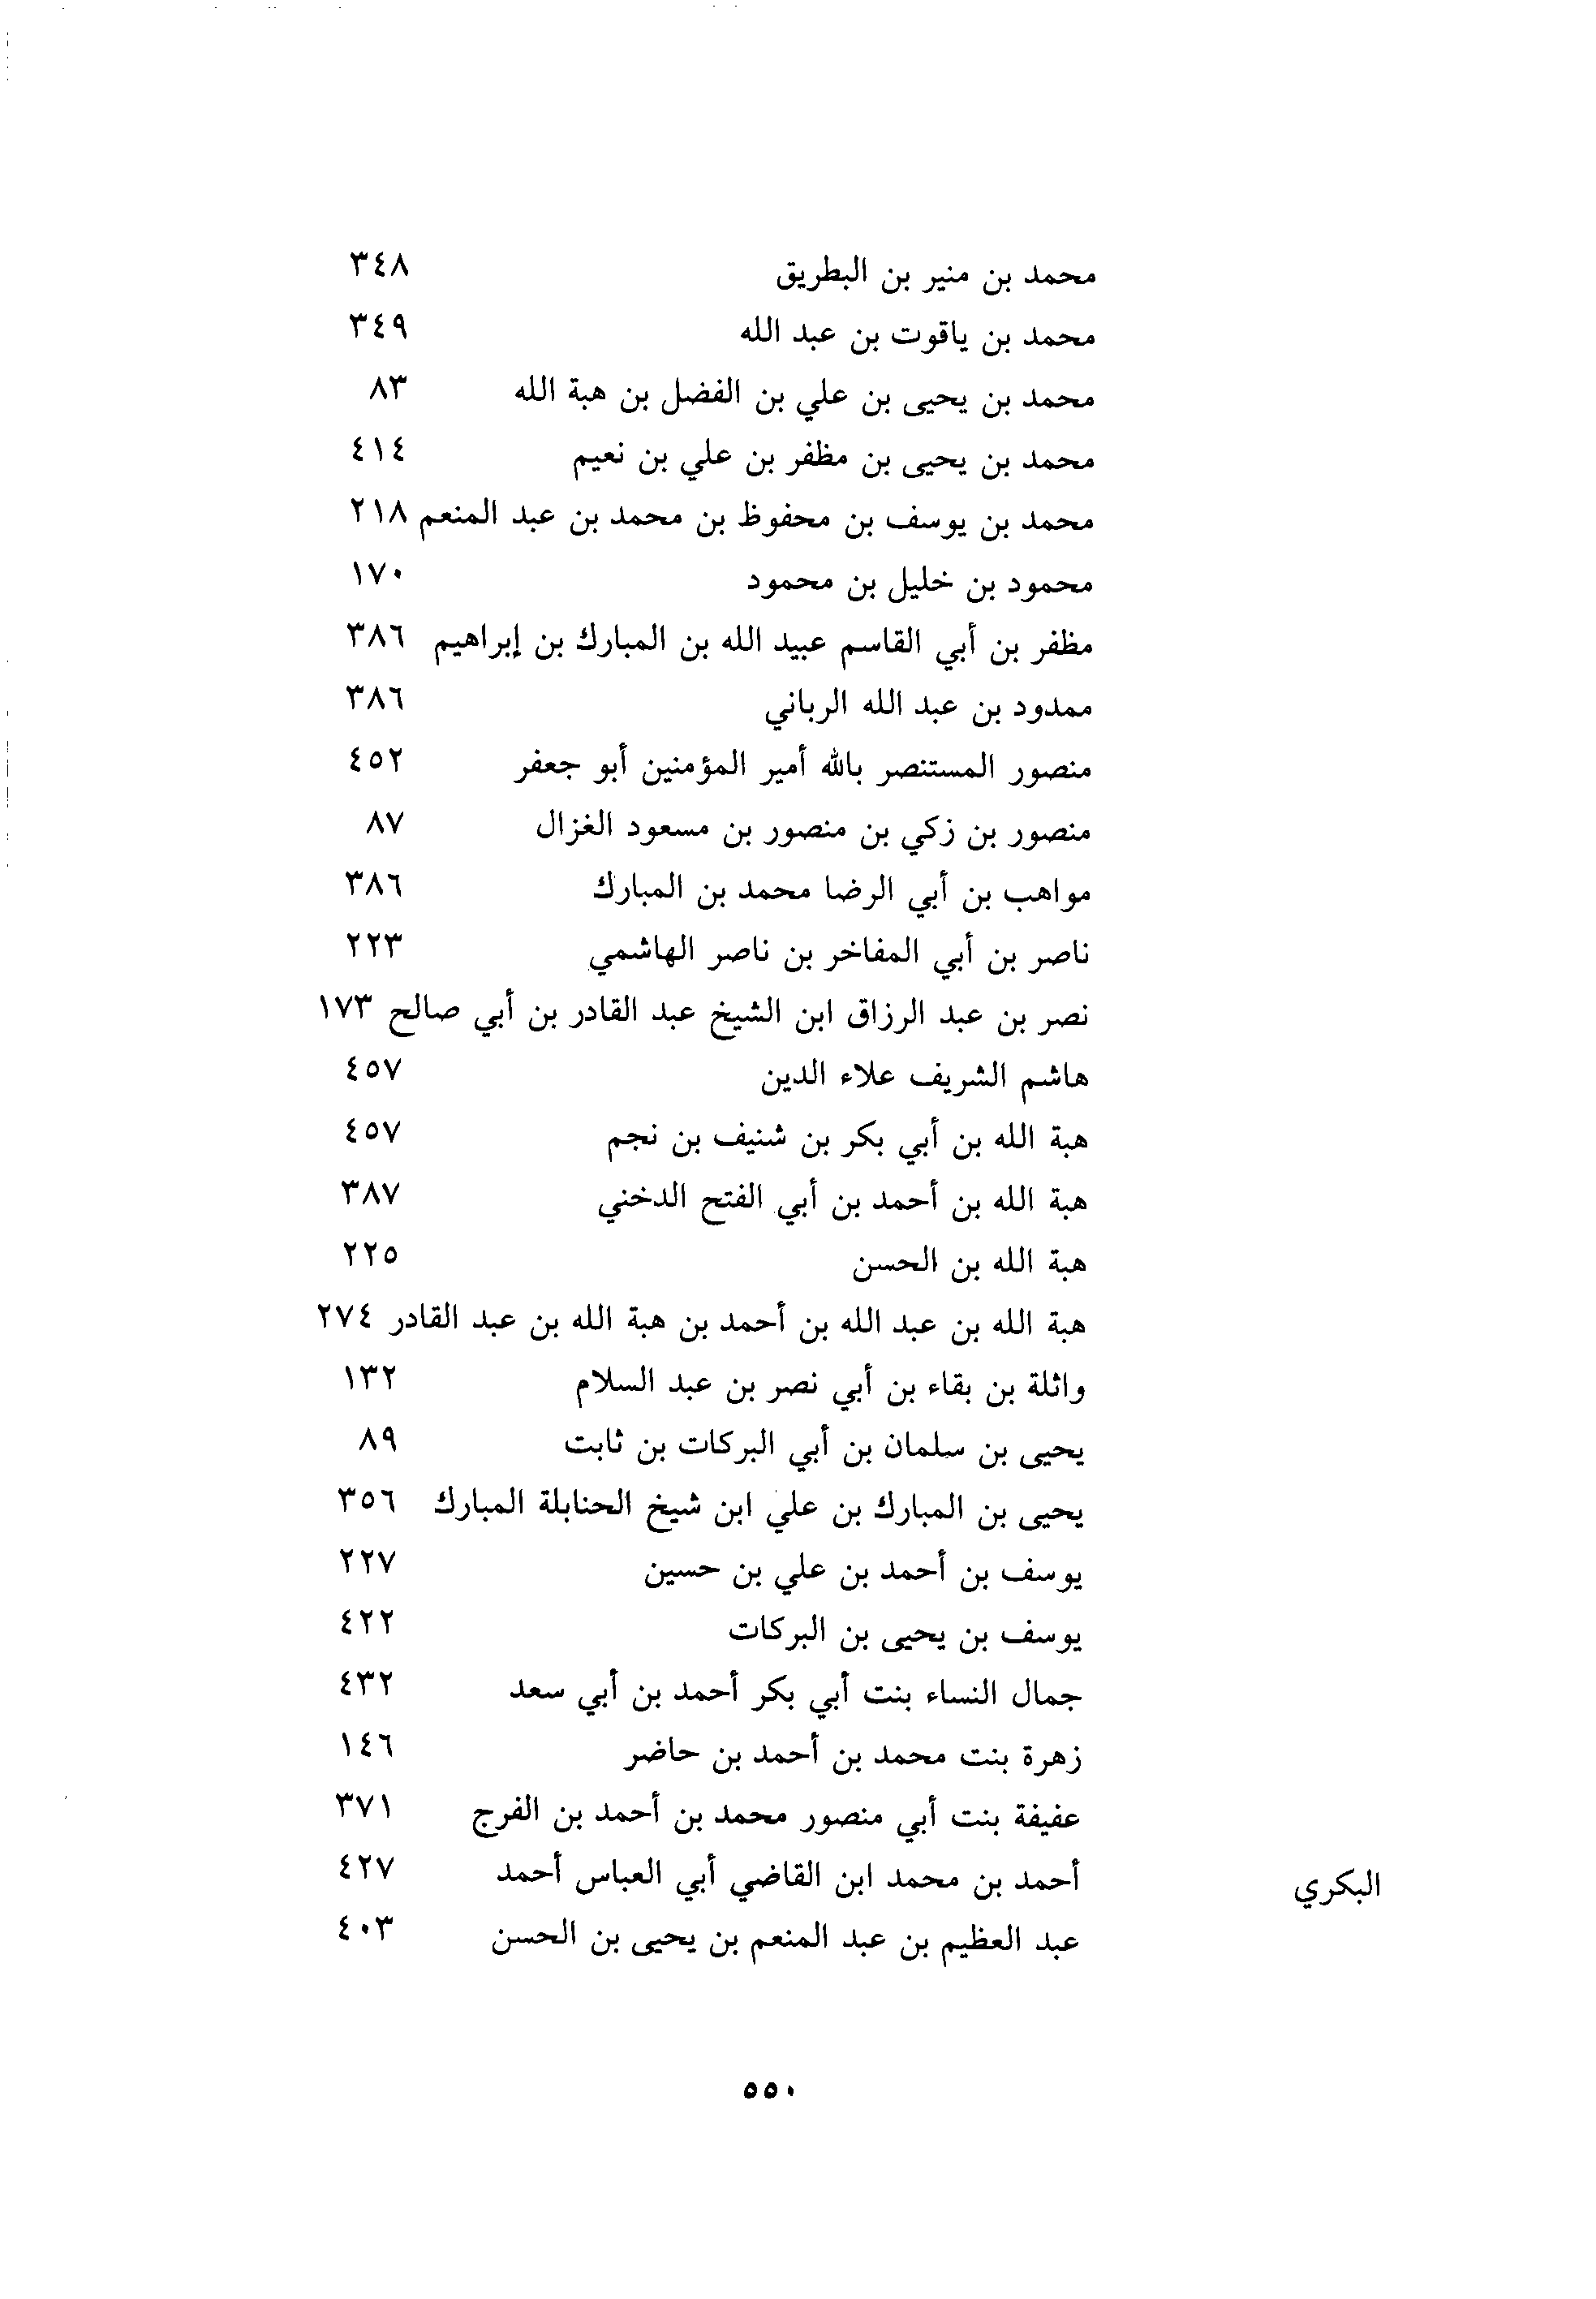 محمد بن منير بن البطريق ٣٤٨
محمد بن ياقوت بن عبد الله ٣٤٩
محمد بن يحيى بن علي بن الفضل بن هبة الله ٨٣
محمد بن يحيى بن مظفر بن علي بن نعيم ٤١٤
محمد بن يوسف بن محفوظ بن محمد بن عبد المنعم ٢١٨
محمود بن خليل بن محمود ١٧٠
مظفر بن أبي القاسم عبيد الله بن المبارك بن إبراهيم ٣٨٦
ممدود بن عبد الله الرباني ٣٨٦
منصور المستنصر بالله أمير المؤمنين أبو جعفر ٤٥٢
منصور بن زكي بن منصور بن مسعود الغزال ٨٧
مواهب بن أبي الرضا محمد بن المبارك ٣٨٦
ناصر بن أبي المفاخر بن ناصر الهاشمي ٢٢٣
نصر بن عبد الرزاق ابن الشيخ عبد القادر بن أبي صالح ١٧٣
هاشم الشريف علاء الدين ٤٥٧
هبة الله بن أبي بكر بن شنيف بن نجم ٤٥٧
هبة الله بن أحمد بن أبي الفتح الدخني ٣٨٧
هبة الله بن الحسن ٢٢٥
هبة الله بن عبد الله بن أحمد بن هبة الله بن عبد القادر ٢٧٤
واثلة بن بقاء بن أبي نصر بن عبد السلام ١٣٢
يحيى بن سلمان بن أبي البركات بن ثابت ٨٩
يحيى بن المبارك بن علي ابن شيخ الحنابلة المبارك ٣٥٦
يوسف بن أحمد بن علي بن حسين ٢٢٧
يوسف بن يحيى بن البركات ٤٢٢
جمال النساء بنت أبي بكر أحمد بن أبي سعد ٤٣٢
زهرة بنت محمد بن أحمد بن حاضر ١٤٦
عفيفة بنت أبي منصور محمد بن أحمد بن الفرج ٣٧١
البكري أحمد بن محمد ابن القاضي أبي العباس أحمد ٤٢٧
عبد العظيم بن عبد المنعم بن يحيى بن الحسن ٤٠٣
٥٥٠